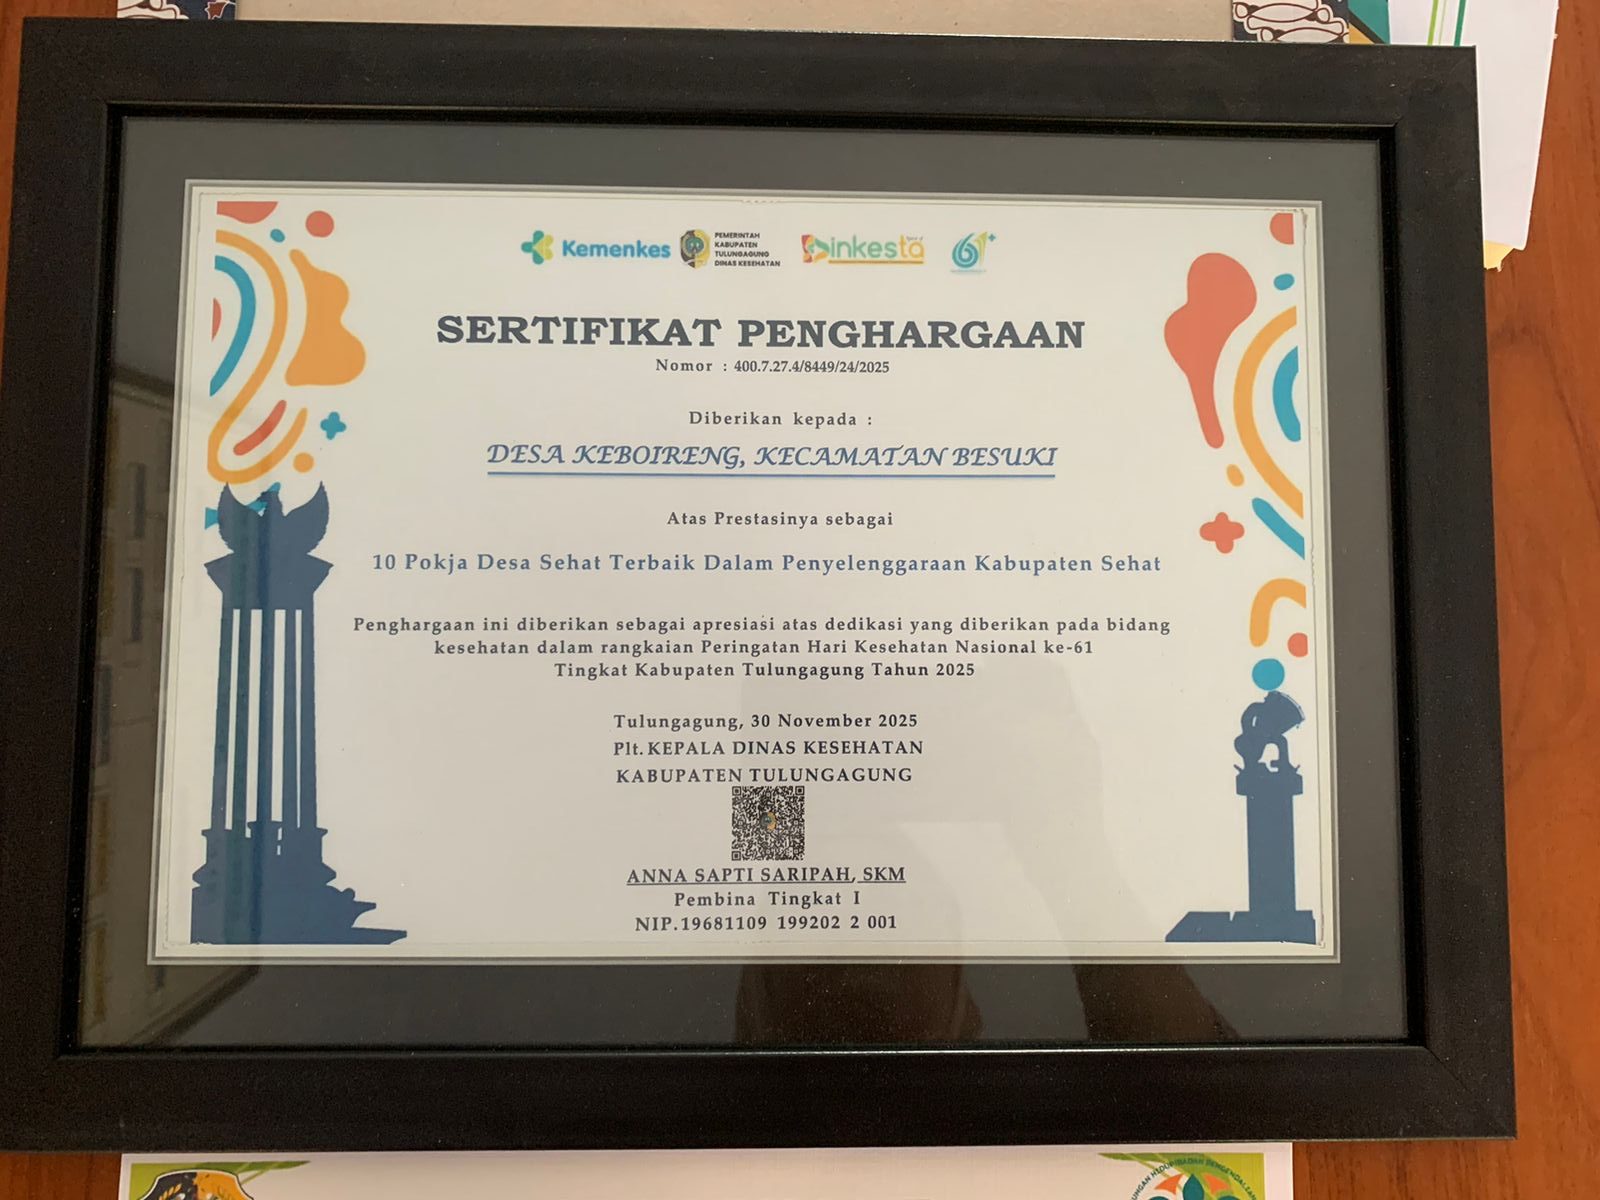 Kemenkes
PEMERINTAH
KABUPATEN
TULUNGAGUNG
DINAS KESEHATAN
Sinkesta
61
SERTIFIKAT PENGHARGAAN
Nomor : 400.7.27.4/8449/24/2025
Diberikan kepada :
DESA KEBOIRENG, KECAMATAN BESUKI
Atas Prestasinya sebagai
10 Pokja Desa Sehat Terbaik Dalam Penyelenggaraan Kabupaten Sehat
Penghargaan ini diberikan sebagai apresiasi atas dedikasi yang diberikan pada bidang
kesehatan dalam rangkaian Peringatan Hari Kesehatan Nasional ke-61
Tingkat Kabupaten Tulungagung Tahun 2025
Tulungagung, 30 November 2025
Plt. KEPALA DINAS KESEHATAN
KABUPATEN TULUNGAGUNG
ANNA SAPTI SARIPAH, SKM
Pembina Tingkat I
NIP.19681109 199202 2 001